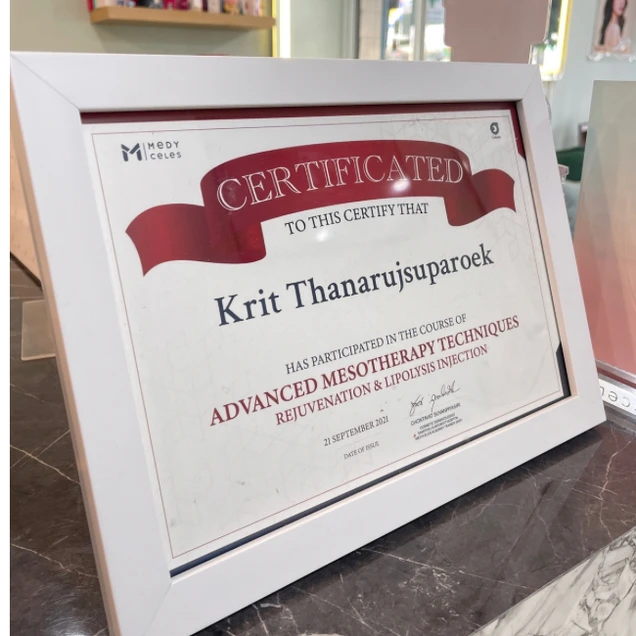 MEDY
CELES
CERTIFICATED
TO THIS CERTIFY THAT
Krit Thanarujsuparoek
HAS PARTICIPATED IN THE COURSE OF
ADVANCED MESOTHERAPY TECHNIQUES
REJUVENATION & LIPOLYSIS INJECTION
21 SEPTEMBER 2021
DATE OF ISSUE